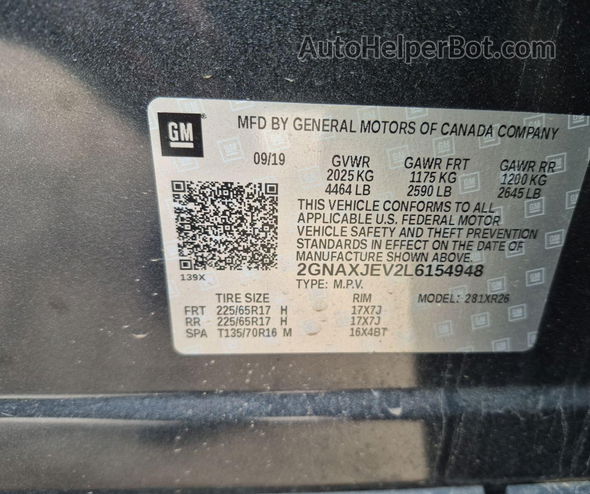 AutoHelperBot.com
GM
MFD BY GENERAL MOTORS OF CANADA COMPANY
09/19 GVWR GAWR FRT GAWR RR
2025 KG 1175 KG 1200 KG
4464 LB 2590 LB 2645 LB
THIS VEHICLE CONFORMS TO ALL
APPLICABLE U.S. FEDERAL MOTOR
VEHICLE SAFETY AND THEFT PREVENTION
STANDARDS IN EFFECT ON THE DATE
OF MANUFACTURE SHOWN ABOVE.
2GNAXJEV2L6154948
139X TYPE: M.P.V.
TIRE SIZE RIM MODEL: 281XR26
FRT 225/65R17 H 17X7J
RR 225/65R17 H 17X7J
SPA T135/70R16 M 16X4BT